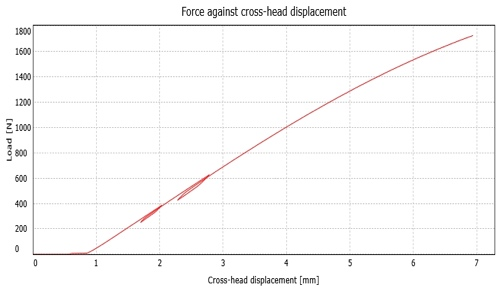 Force against cross-head displacement
1800
1600
1400
1200
1000
800
600
400
200
0
Load [N]
0 1 2 3 4 5 6 7
Cross-head displacement [mm]